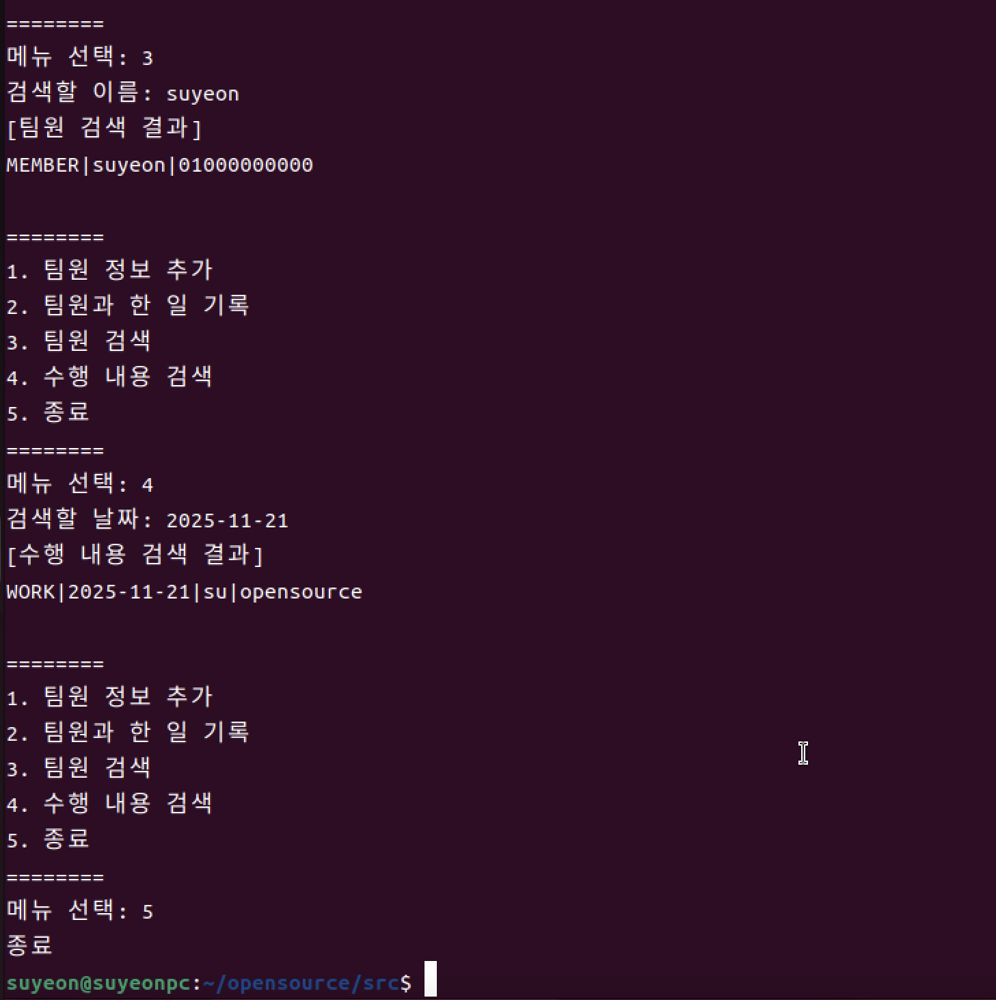 ========
메뉴 선택: 3
검색할 이름: suyeon
[팀원 검색 결과]
MEMBER|suyeon|01000000000
========
1. 팀원 정보 추가
2. 팀원과 한 일 기록
3. 팀원 검색
4. 수행 내용 검색
5. 종료
========
메뉴 선택: 4
검색할 날짜: 2025-11-21
[수행 내용 검색 결과]
WORK|2025-11-21|su|opensource
========
1. 팀원 정보 추가
2. 팀원과 한 일 기록
3. 팀원 검색
4. 수행 내용 검색
5. 종료
========
메뉴 선택: 5
종료
suyeon@suyeonpc:~/opensource/src$